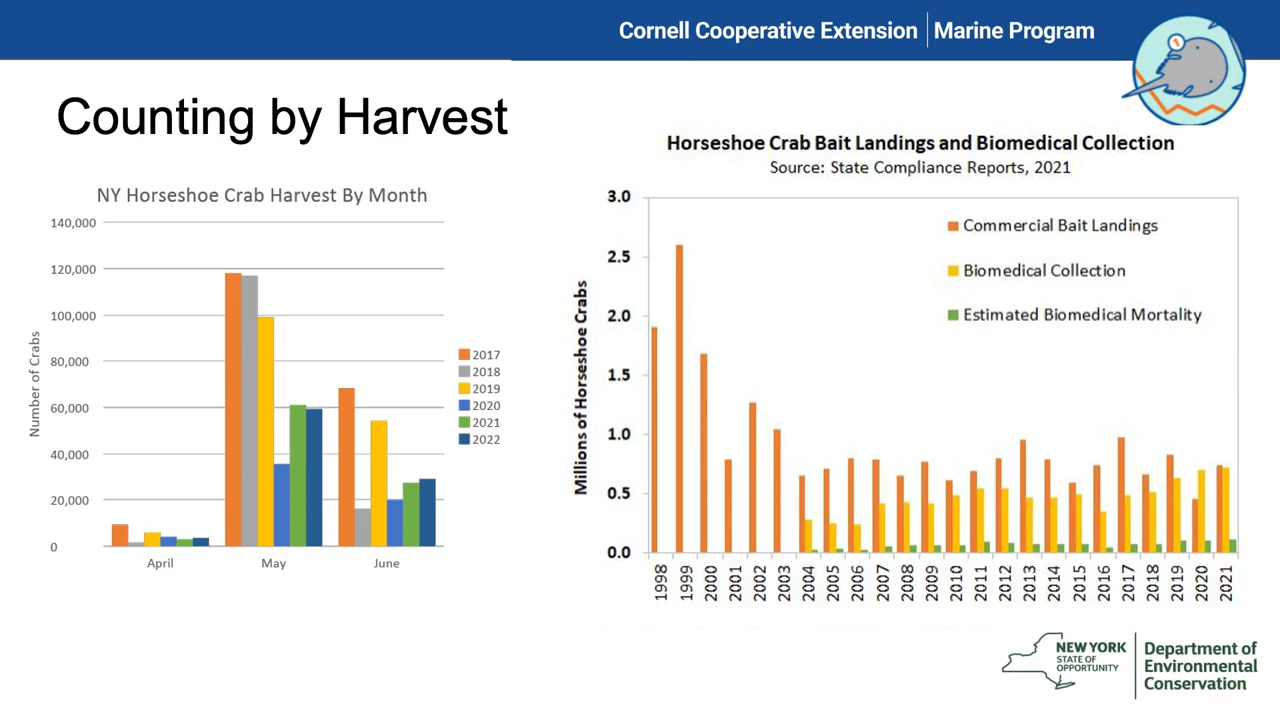 Cornell Cooperative Extension | Marine Program
Counting by Harvest
NY Horseshoe Crab Harvest By Month
140,000
120,000
100,000
80,000
60,000
40,000
20,000
0
Number of Crabs
April May June
2017
2018
2019
2020
2021
2022
Horseshoe Crab Bait Landings and Biomedical Collection
Source: State Compliance Reports, 2021
3.0
2.5
2.0
1.5
1.0
0.5
0.0
Millions of Horseshoe Crabs
Commercial Bait Landings
Biomedical Collection
Estimated Biomedical Mortality
1998 1999 2000 2001 2002 2003 2004 2005 2006 2007 2008 2009 2010 2011 2012 2013 2014 2015 2016 2017 2018 2019 2020 2021
NEW YORK
STATE OF
OPPORTUNITY
Department of
Environmental
Conservation